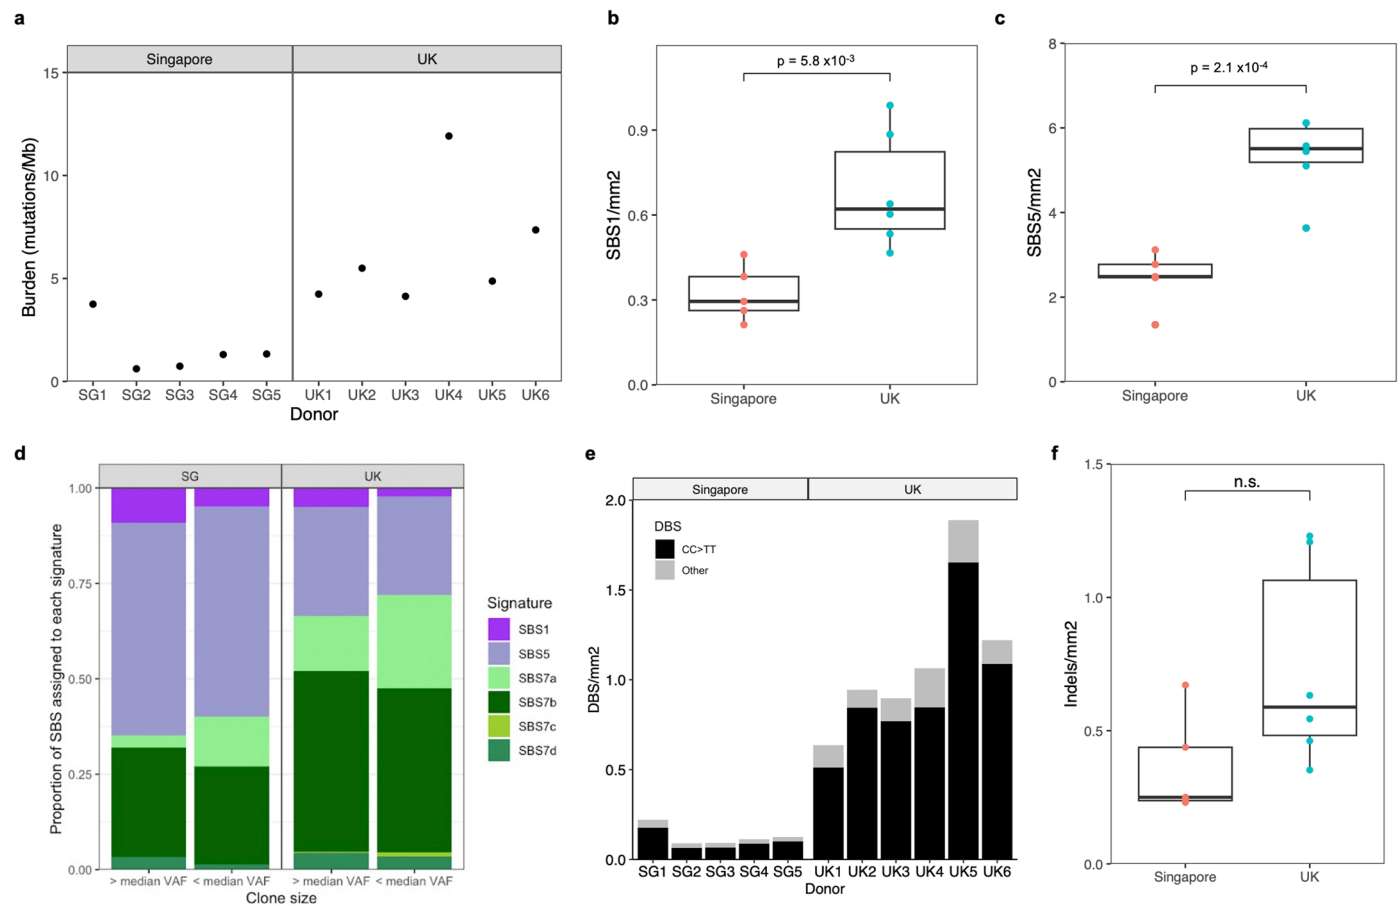 a
Singapore
UK
15
10
5
0
Burden (mutations/Mb)
SG1 SG2 SG3 SG4 SG5 UK1 UK2 UK3 UK4 UK5 UK6
Donor
b
p = 5.8 x10-3
0.9
0.6
0.3
0.0
SBS1/mm2
Singapore
UK
c
p = 2.1 x10-4
8
6
4
2
0
SBS5/mm2
Singapore
UK
d
SG
UK
1.00
0.75
0.50
0.25
0.00
Proportion of SBS assigned to each signature
> median VAF < median VAF > median VAF < median VAF
Clone size
Signature
SBS1
SBS5
SBS7a
SBS7b
SBS7c
SBS7d
e
Singapore
UK
2.0
1.5
1.0
0.5
0.0
DBS/mm2
DBS
CC>TT
Other
SG1 SG2 SG3 SG4 SG5 UK1 UK2 UK3 UK4 UK5 UK6
Donor
f
n.s.
1.5
1.0
0.5
0.0
Indels/mm2
Singapore
UK